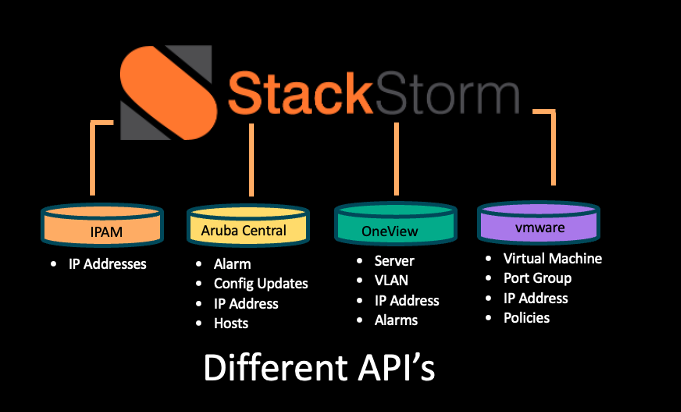 StackStorm
IPAM
• IP Addresses
Aruba Central
• Alarm
• Config Updates
• IP Address
• Hosts
OneView
• Server
• VLAN
• IP Address
• Alarms
vmware
• Virtual Machine
• Port Group
• IP Address
• Policies
Different API’s